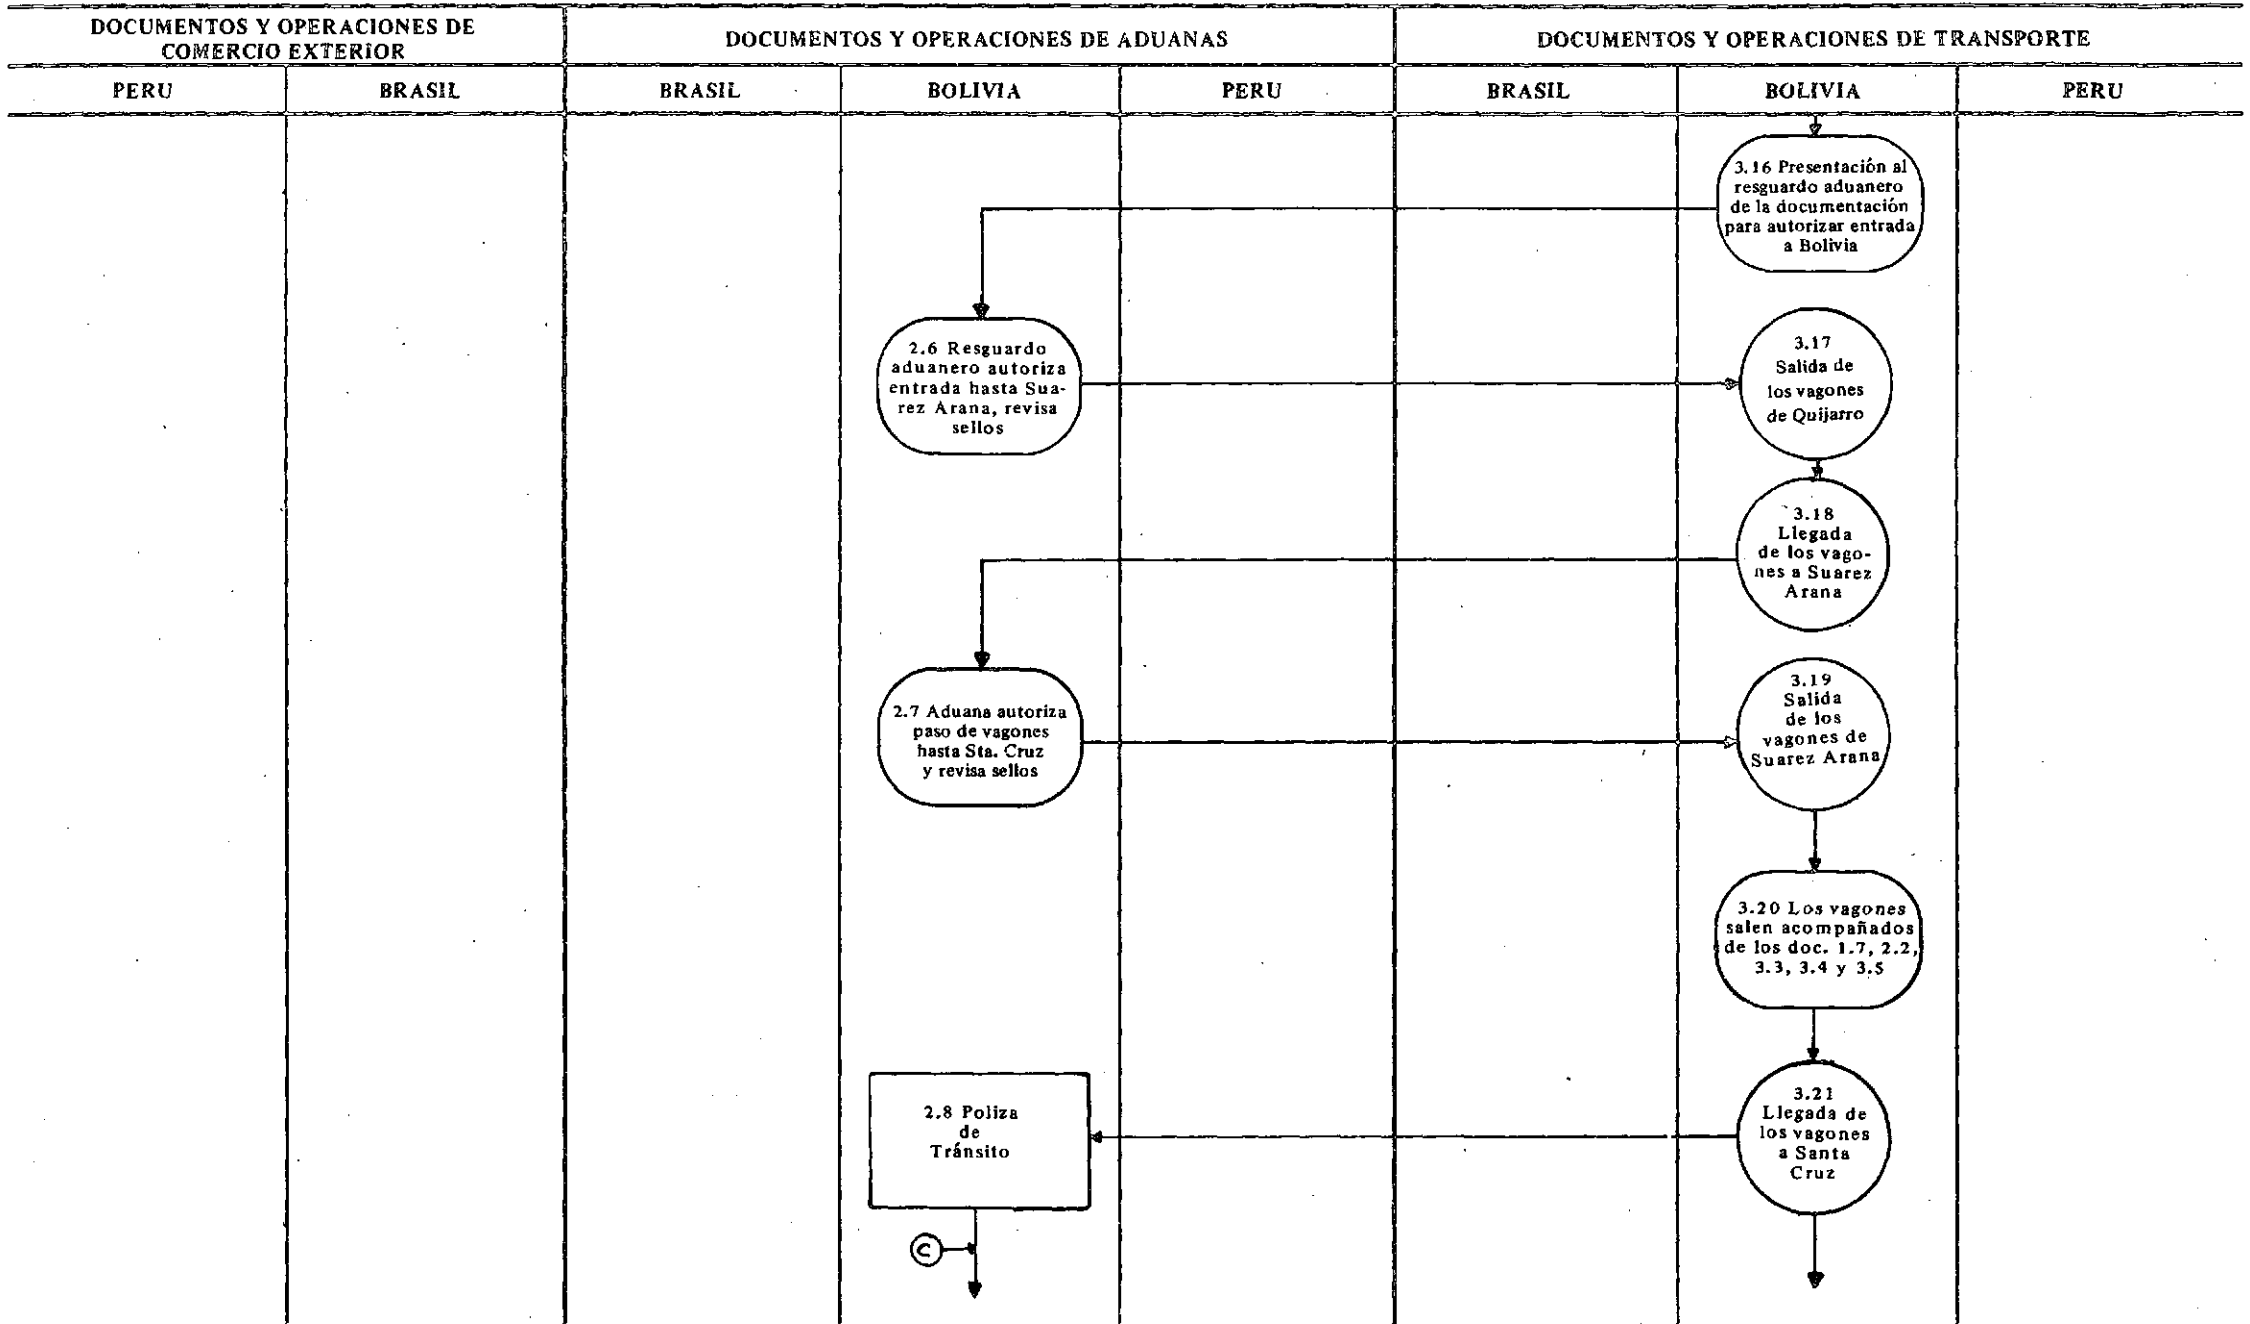 DOCUMENTOS Y OPERACIONES DE
COMERCIO EXTERIOR
DOCUMENTOS Y OPERACIONES DE ADUANAS
DOCUMENTOS Y OPERACIONES DE TRANSPORTE
PERU
BRASIL
BRASIL
BOLIVIA
PERU
BRASIL
BOLIVIA
PERU
3.16 Presentación al
resguardo aduanero
de la documentación
para autorizar entrada
a Bolivia
2.6 Resguardo
aduanero autoriza
entrada hasta Sua-
rez Arana, revisa
sellos
3.17
Salida de
los vagones
de Quijarro
3.18
Llegada
de los vago-
nes a Suarez
Arana
2.7 Aduana autoriza
paso de vagones
hasta Sta. Cruz
y revisa sellos
3.19
Salida
de los
vagones de
Suarez Arana
3.20 Los vagones
salen acompañados
de los doc. 1.7, 2.2,
3.3, 3.4 y 3.5
2.8 Poliza
de
Tránsito
3.21
Llegada de
los vagones
a Santa
Cruz
C